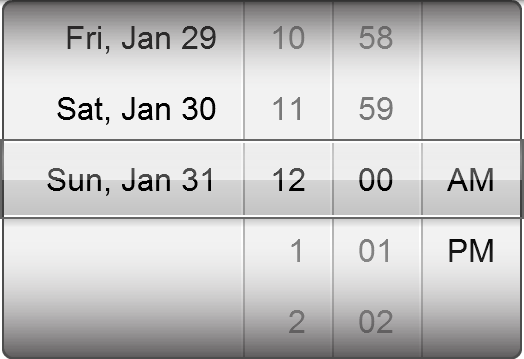 Fri, Jan 29 10 58
Sat, Jan 30 11 59
Sun, Jan 31 12 00 AM
1 01 PM
2 02